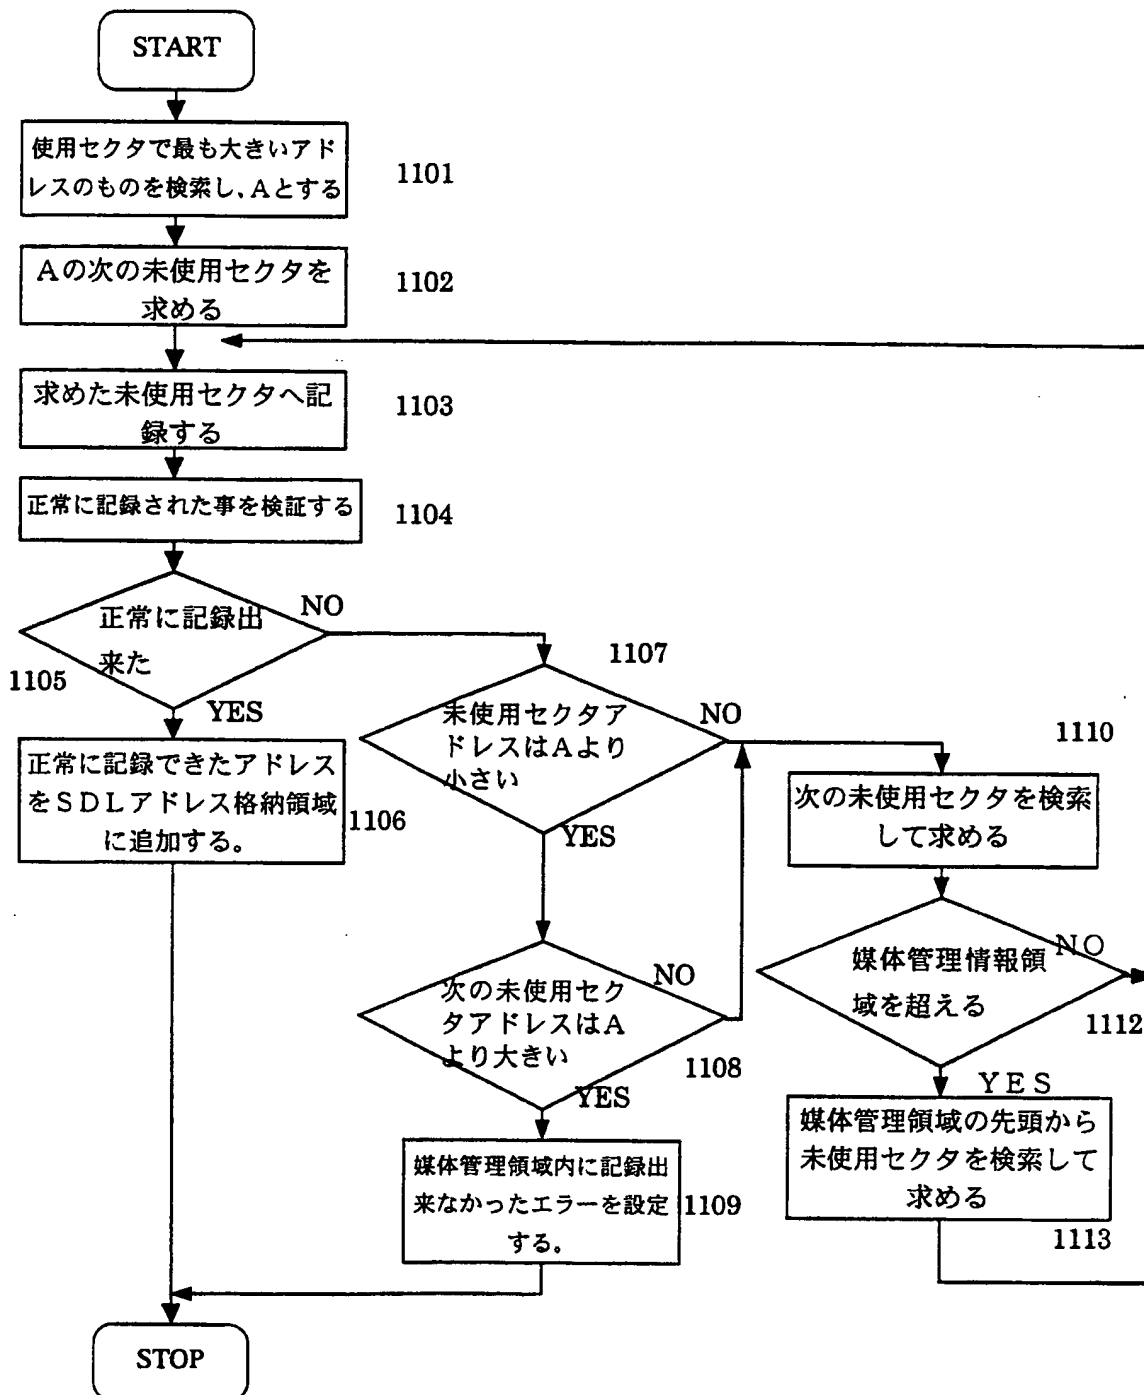 START
使用セクタで最も大きいアド
レスのものを検索し、Aとする
1101
Aの次の未使用セクタを
求める
1102
求めた未使用セクタへ記
録する
1103
正常に記録された事を検証する
1104
正常に記録出
来た
NO
1105
YES
正常に記録できたアドレス
をSDLアドレス格納領域
に追加する。
1106
1107
未使用セクタア
ドレスはAより
小さい
NO
YES
次の未使用セク
タアドレスはA
より大きい
NO
1108
YES
媒体管理領域内に記録出
来なかったエラーを設定
する。
1109
1110
次の未使用セクタを検索
して求める
媒体管理情報領
域を超える
NO
1112
YES
媒体管理領域の先頭から
未使用セクタを検索して
求める
1113
STOP